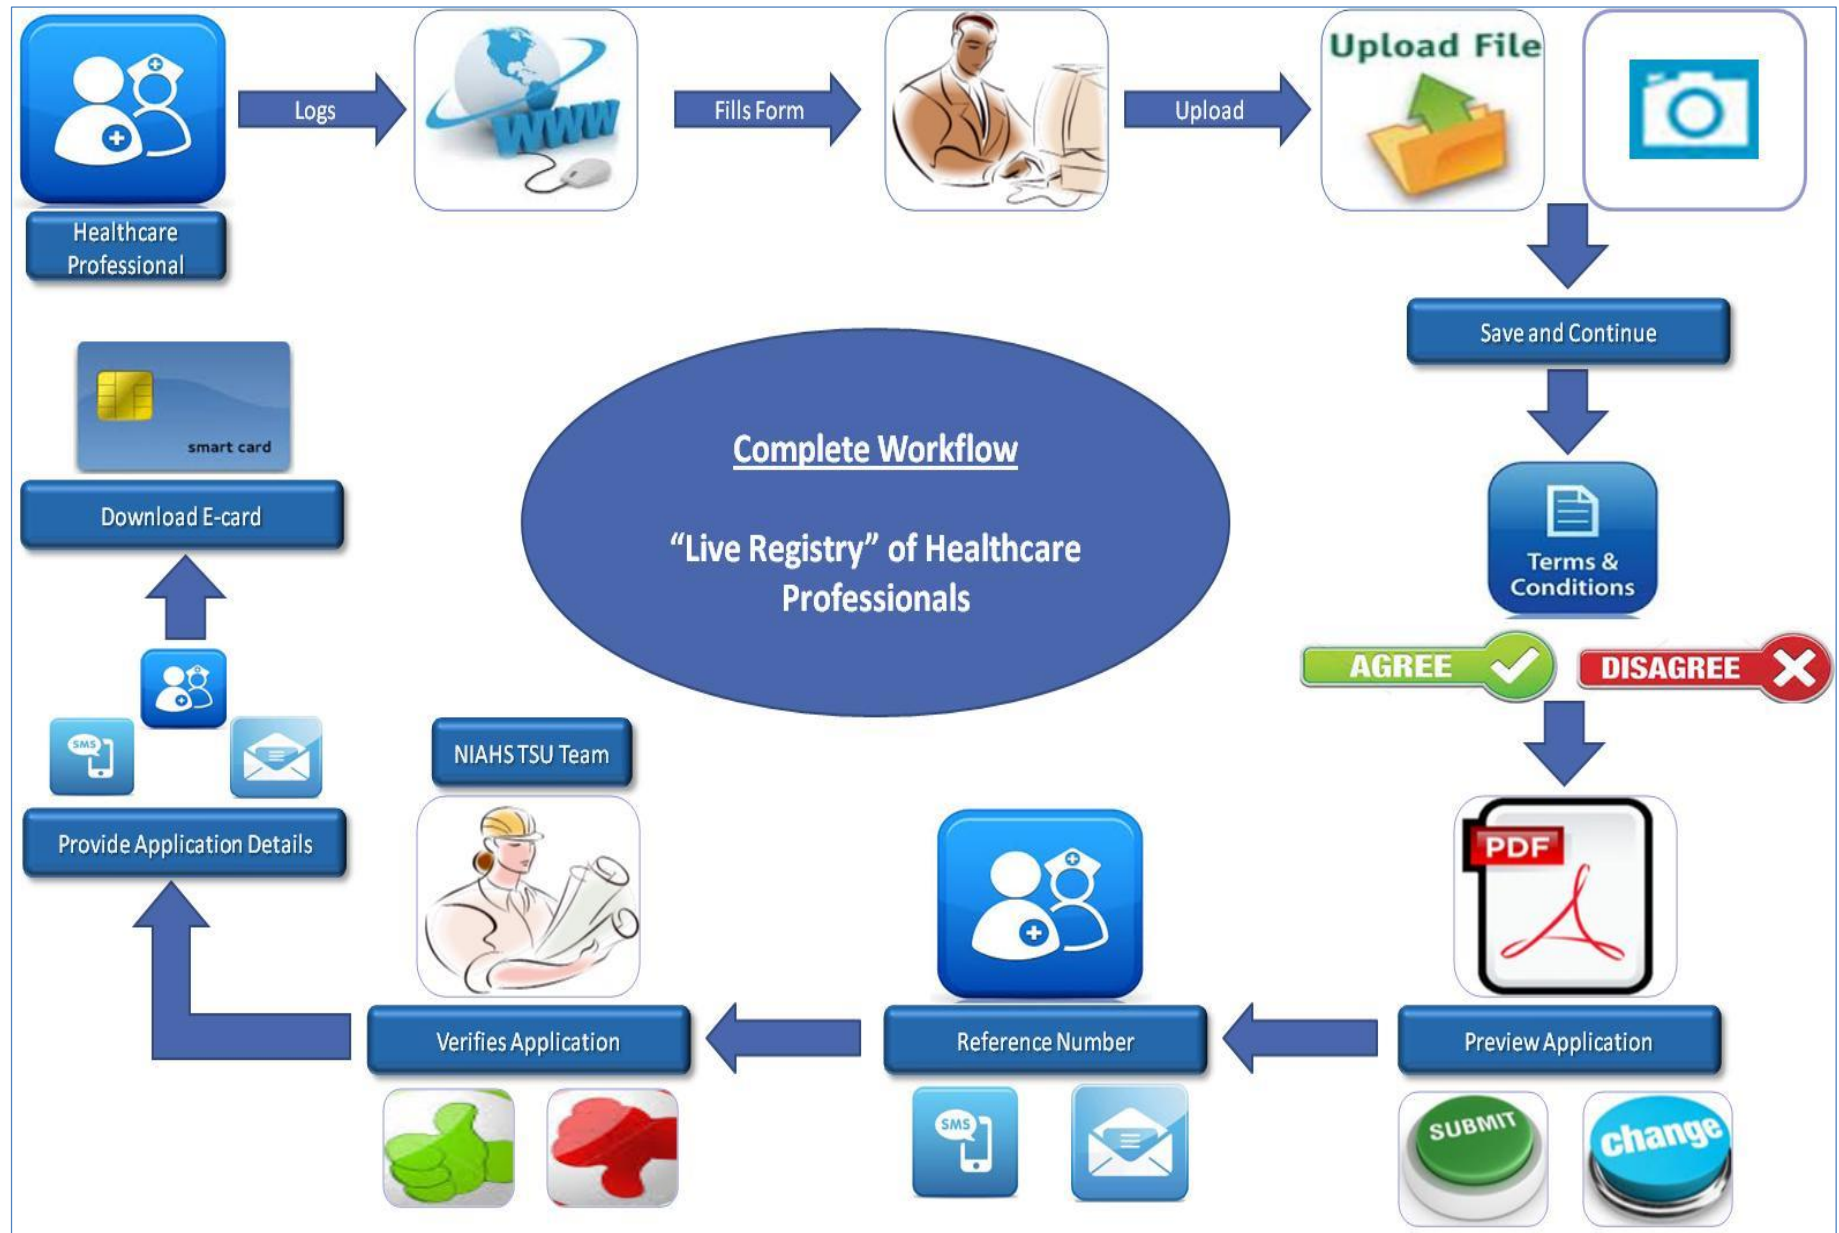 Healthcare
Professional
Logs
WWW
Fills Form
Upload
Upload File
Save and Continue
Terms &
Conditions
AGREE
DISAGREE
PDF
Preview Application
SUBMIT
change
Reference Number
SMS
NIAHS TSU Team
Verifies Application
Provide Application Details
SMS
smart card
Download E-card
Complete Workflow
“Live Registry” of Healthcare
Professionals